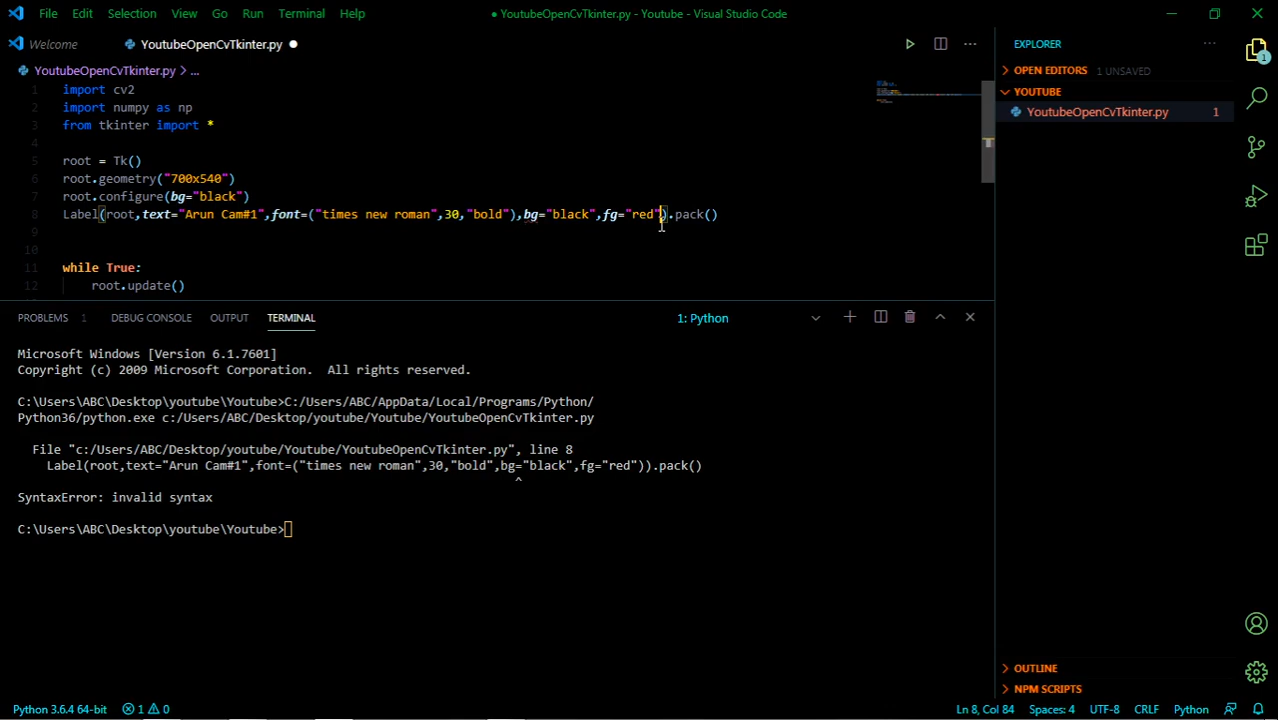 File Edit Selection View Go Run Terminal Help
● YoutubeOpenCvTkinter.py - Youtube - Visual Studio Code
Welcome
YoutubeOpenCvTkinter.py ●
YoutubeOpenCvTkinter.py > ...
1 import cv2
2 import numpy as np
3 from tkinter import *
4
5 root = Tk()
6 root.geometry("700x540")
7 root.configure(bg="black")
8 Label(root,text="Arun Cam#1",font=("times new roman",30,"bold"),bg="black",fg="red").pack()
9
10
11 while True:
12 root.update()
PROBLEMS 1 DEBUG CONSOLE OUTPUT TERMINAL
1: Python
Microsoft Windows [Version 6.1.7601]
Copyright (c) 2009 Microsoft Corporation. All rights reserved.
C:\Users\ABC\Desktop\youtube\Youtube>C:/Users/ABC/AppData/Local/Programs/Python/
Python36/python.exe c:/Users/ABC/Desktop/youtube/Youtube/YoutubeOpenCvTkinter.py
File "c:/Users/ABC/Desktop/youtube/Youtube/YoutubeOpenCvTkinter.py", line 8
Label(root,text="Arun Cam#1",font=("times new roman",30,"bold",bg="black",fg="red")).pack()
^
SyntaxError: invalid syntax
C:\Users\ABC\Desktop\youtube\Youtube>
EXPLORER
OPEN EDITORS 1 UNSAVED
YOUTUBE
YoutubeOpenCvTkinter.py 1
1
OUTLINE
NPM SCRIPTS
Python 3.6.4 64-bit 1 0
Ln 8, Col 84 Spaces: 4 UTF-8 CRLF Python